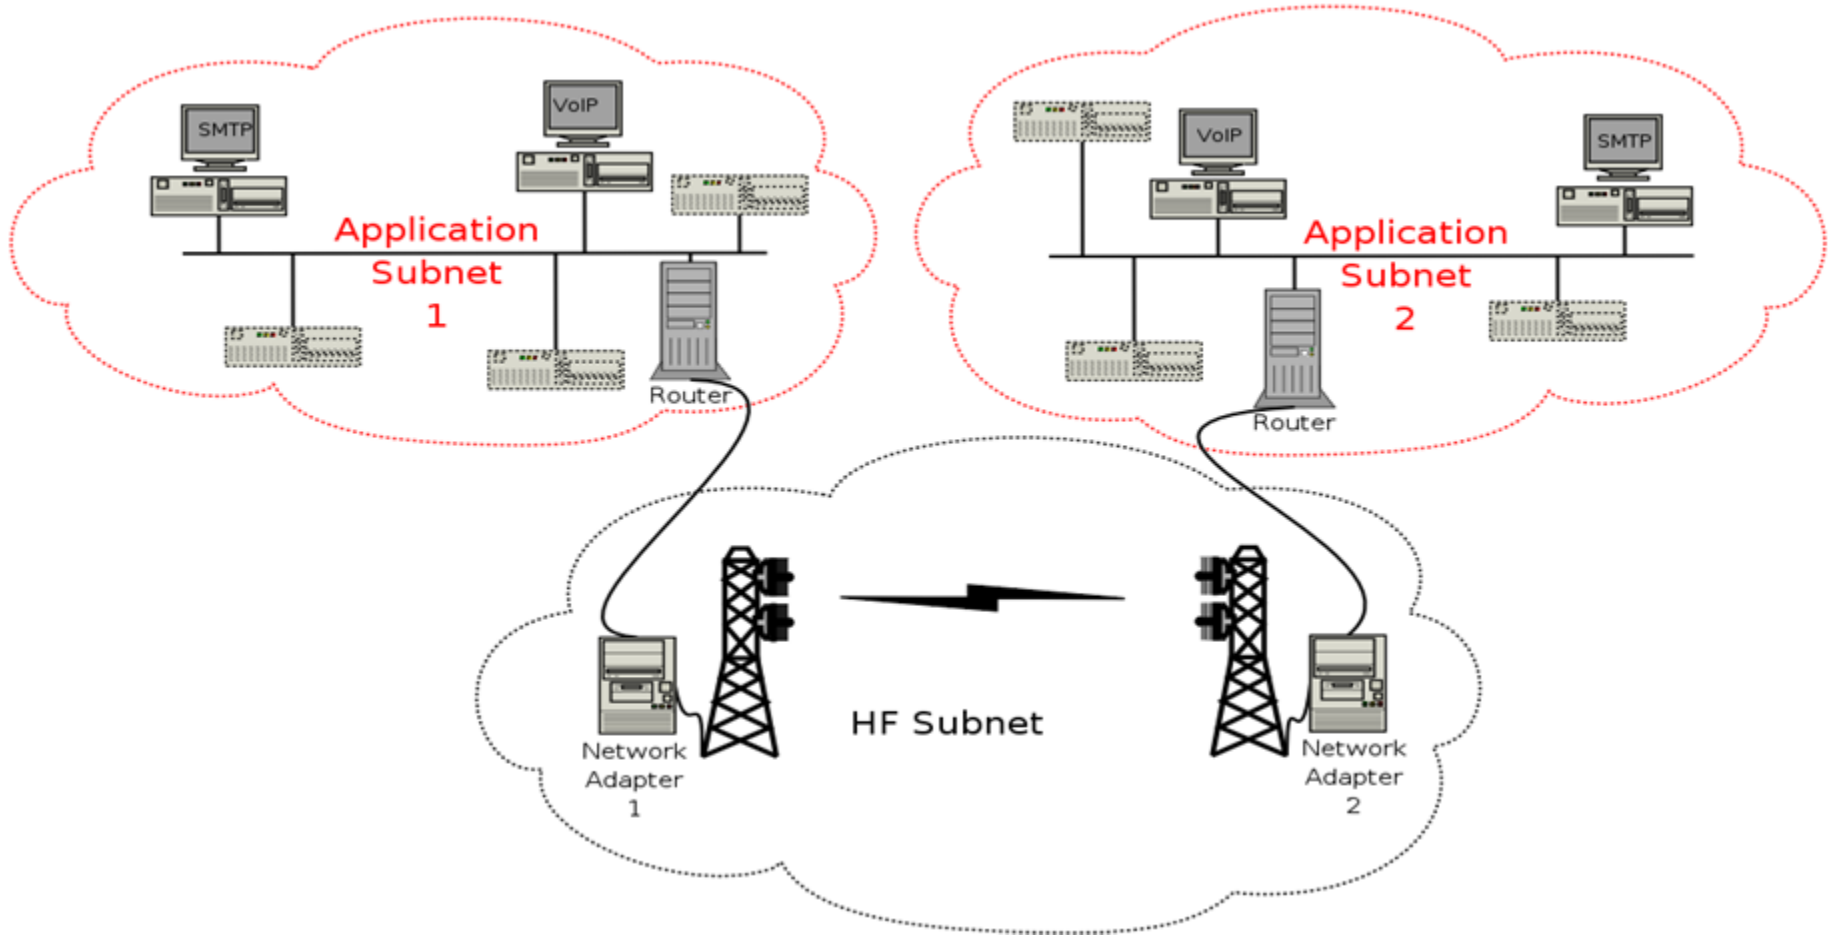 SMTP
VoIP
Application
Subnet
1
Router
VoIP
SMTP
Application
Subnet
2
Router
HF Subnet
Network
Adapter
1
Network
Adapter
2